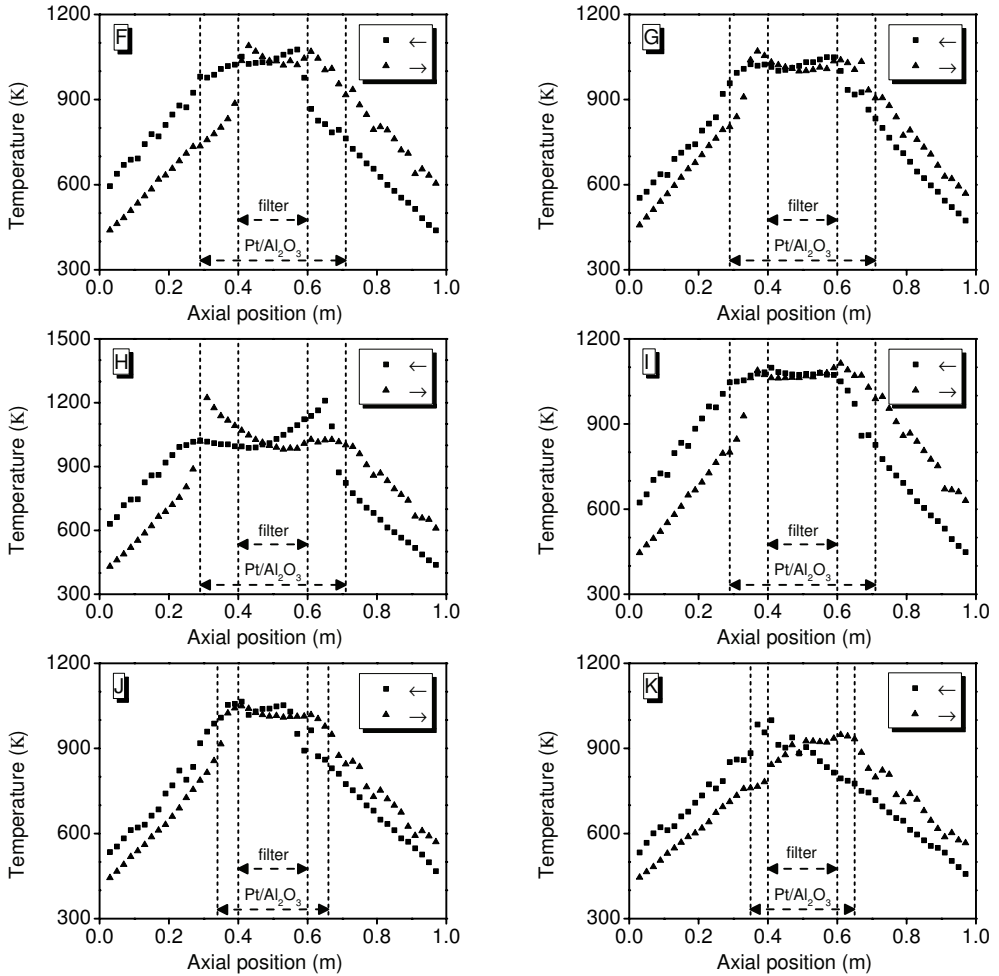 F
←
→
1200
900
600
300
Temperature (K)
filter
Pt/Al₂O₃
0.0 0.2 0.4 0.6 0.8 1.0
Axial position (m)
G
←
→
1200
900
600
300
Temperature (K)
filter
Pt/Al₂O₃
0.0 0.2 0.4 0.6 0.8 1.0
Axial position (m)
H
←
→
1500
1200
900
600
300
Temperature (K)
filter
Pt/Al₂O₃
0.0 0.2 0.4 0.6 0.8 1.0
Axial position (m)
I
←
→
1200
900
600
300
Temperature (K)
filter
Pt/Al₂O₃
0.0 0.2 0.4 0.6 0.8 1.0
Axial position (m)
J
←
→
1200
900
600
300
Temperature (K)
filter
Pt/Al₂O₃
0.0 0.2 0.4 0.6 0.8 1.0
Axial position (m)
K
←
→
1200
900
600
300
Temperature (K)
filter
Pt/Al₂O₃
0.0 0.2 0.4 0.6 0.8 1.0
Axial position (m)